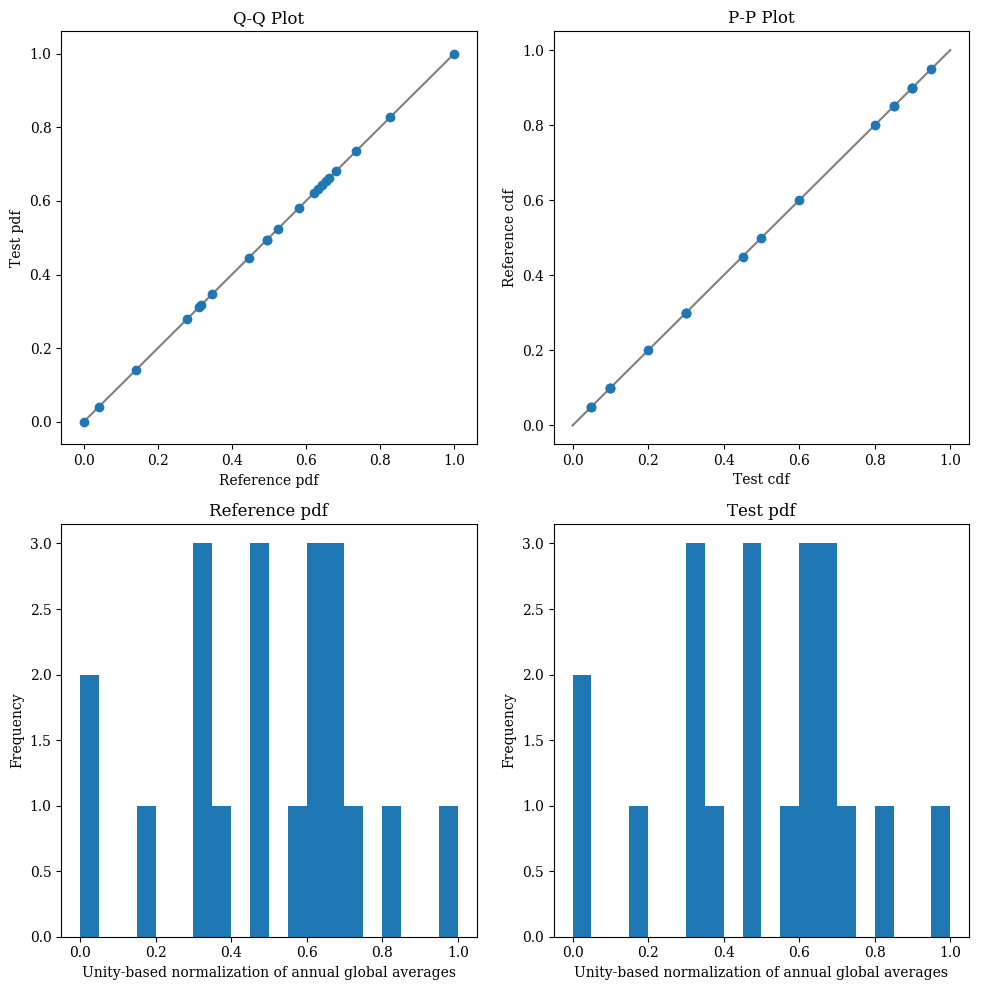 Q-Q Plot
Test pdf
1.0
0.8
0.6
0.4
0.2
0.0
0.0 0.2 0.4 0.6 0.8 1.0
Reference pdf
P-P Plot
Reference cdf
1.0
0.8
0.6
0.4
0.2
0.0
0.0 0.2 0.4 0.6 0.8 1.0
Test cdf
Reference pdf
Frequency
3.0
2.5
2.0
1.5
1.0
0.5
0.0
0.0 0.2 0.4 0.6 0.8 1.0
Unity-based normalization of annual global averages
Test pdf
Frequency
3.0
2.5
2.0
1.5
1.0
0.5
0.0
0.0 0.2 0.4 0.6 0.8 1.0
Unity-based normalization of annual global averages